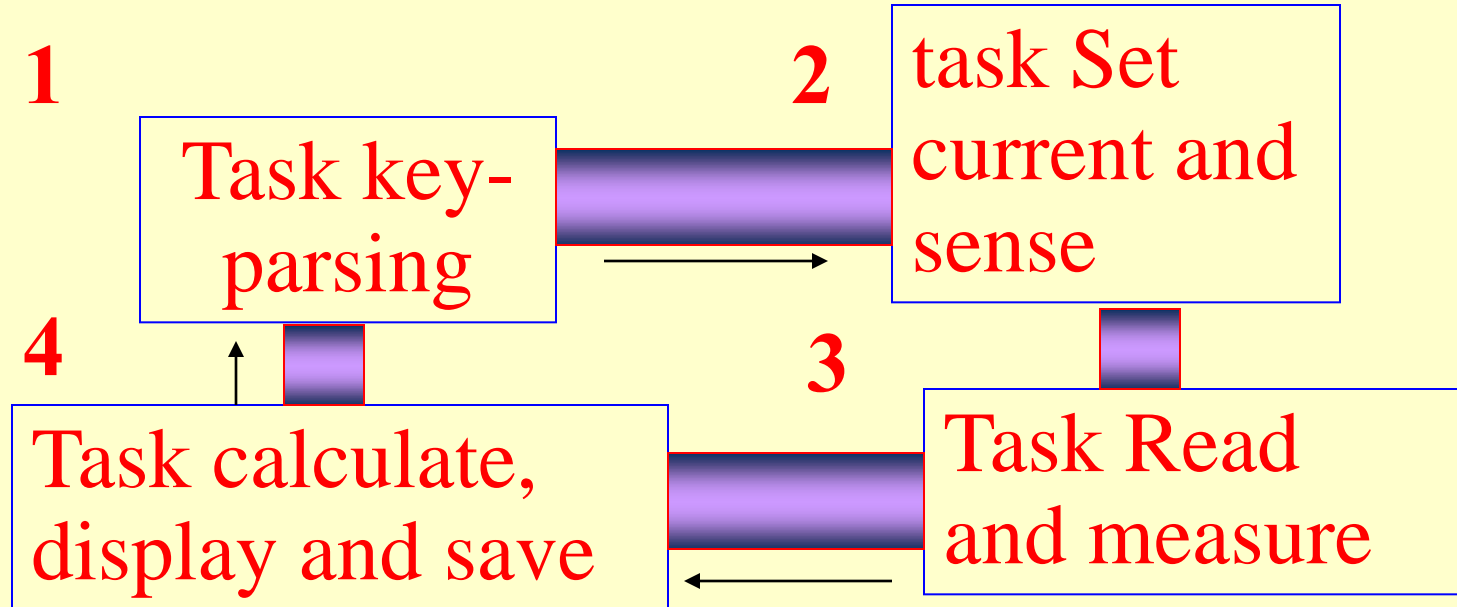 1
Task key-
parsing
2
task Set
current and
sense
3
Task Read
and measure
4
Task calculate,
display and save